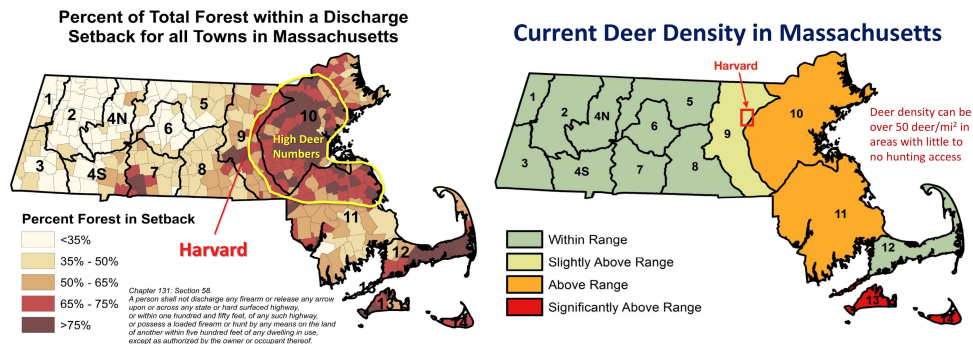 Percent of Total Forest within a Discharge
Setback for all Towns in Massachusetts
1
2
3
4N
4S
5
6
7
8
9
10
High Deer
Numbers
11
12
13
13
14
Harvard
Percent Forest in Setback
<35%
35% - 50%
50% - 65%
65% - 75%
>75%
Chapter 131: Section 58.
A person shall not discharge any firearm or release any arrow
upon or across any state or hard surfaced highway,
or within one hundred and fifty feet, of any such highway,
or possess a loaded firearm or hunt by any means on the land
of another within five hundred feet of any dwelling in use,
except as authorized by the owner or occupant thereof.
Current Deer Density in Massachusetts
Harvard
1
2
3
4N
4S
5
6
7
8
9
10
11
12
13
14
Deer density can be
over 50 deer/mi² in
areas with little to
no hunting access
Within Range
Slightly Above Range
Above Range
Significantly Above Range